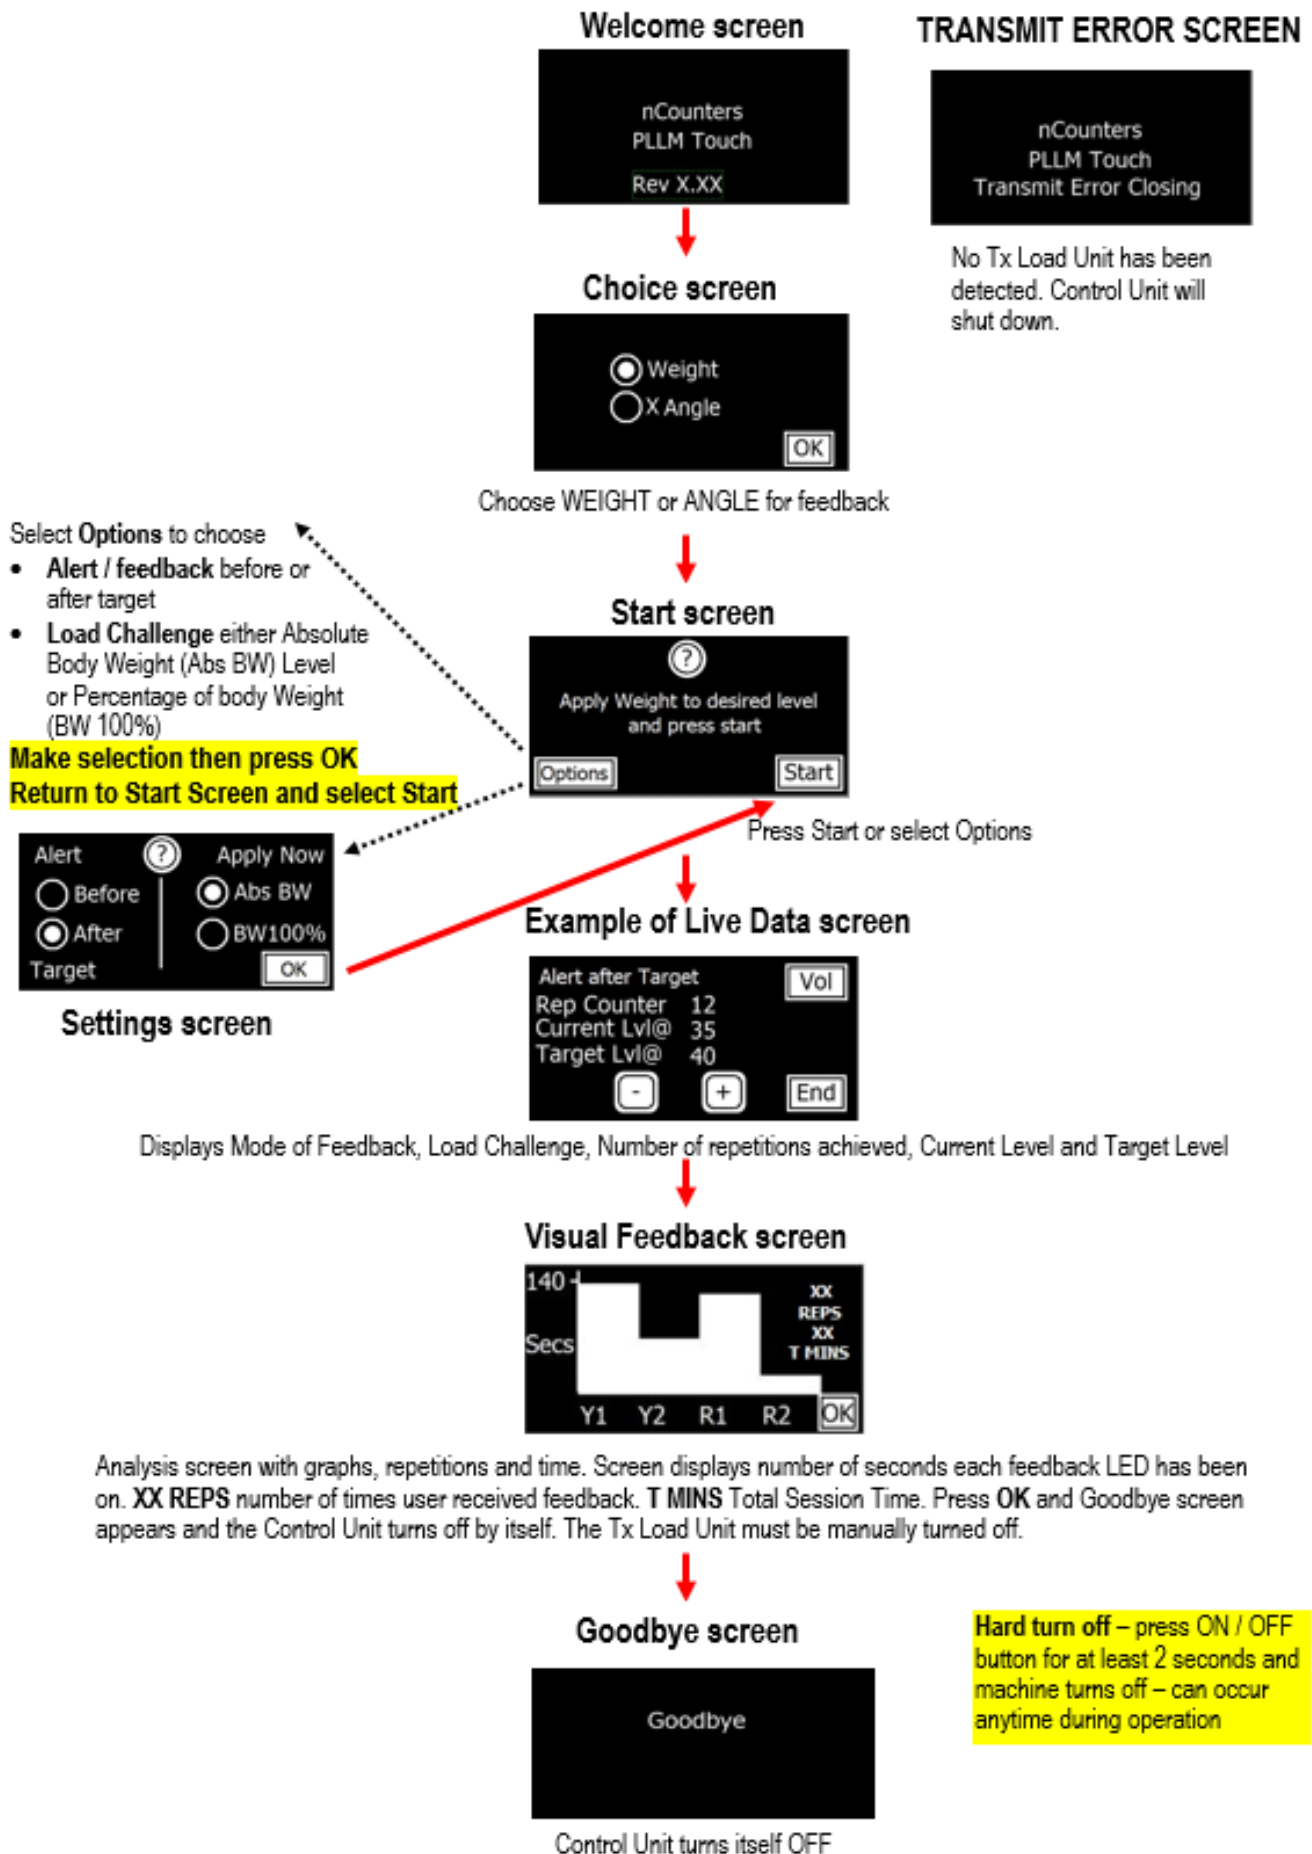 Welcome screen
nCounters
PLLM Touch
Rev X.XX
TRANSMIT ERROR SCREEN
nCounters
PLLM Touch
Transmit Error Closing
No Tx Load Unit has been
detected. Control Unit will
shut down.
Choice screen
Weight
X Angle
OK
Choose WEIGHT or ANGLE for feedback
Select Options to choose
• Alert / feedback before or
after target
• Load Challenge either Absolute
Body Weight (Abs BW) Level
or Percentage of body Weight
(BW 100%)
Make selection then press OK
Return to Start Screen and select Start
Start screen
?
Apply Weight to desired level
and press start
Options
Start
Press Start or select Options
Alert
?
Apply Now
Before
Abs BW
After
BW100%
Target
OK
Settings screen
Example of Live Data screen
Alert after Target
Vol
Rep Counter 12
Current Lvl@ 35
Target Lvl@ 40
-
+
End
Displays Mode of Feedback, Load Challenge, Number of repetitions achieved, Current Level and Target Level
Visual Feedback screen
140
Secs
XX
REPS
XX
T MINS
Y1 Y2 R1 R2
OK
Analysis screen with graphs, repetitions and time. Screen displays number of seconds each feedback LED has been
on. XX REPS number of times user received feedback. T MINS Total Session Time. Press OK and Goodbye screen
appears and the Control Unit turns off by itself. The Tx Load Unit must be manually turned off.
Goodbye screen
Goodbye
Control Unit turns itself OFF
Hard turn off – press ON / OFF
button for at least 2 seconds and
machine turns off – can occur
anytime during operation